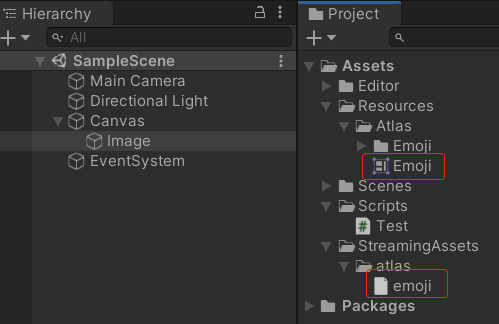 Hierarchy
All
SampleScene
Main Camera
Directional Light
Canvas
Image
EventSystem
Project
Assets
Editor
Resources
Atlas
Emoji
Emoji
Scenes
Scripts
Test
StreamingAssets
atlas
emoji
Packages